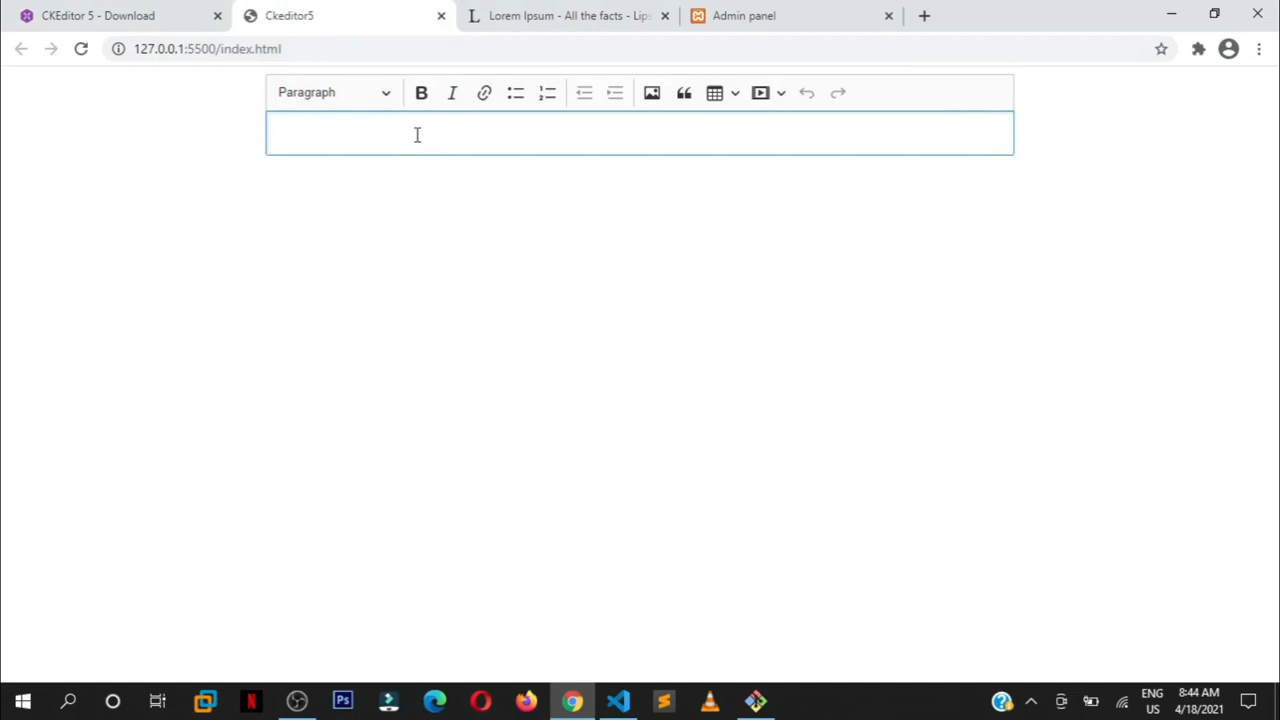 CKEditor 5 - Download
Ckeditor5
Lorem Ipsum - All the facts - Lips
Admin panel
127.0.0.1:5500/index.html
Paragraph
B I
ENG
US
8:44 AM
4/18/2021